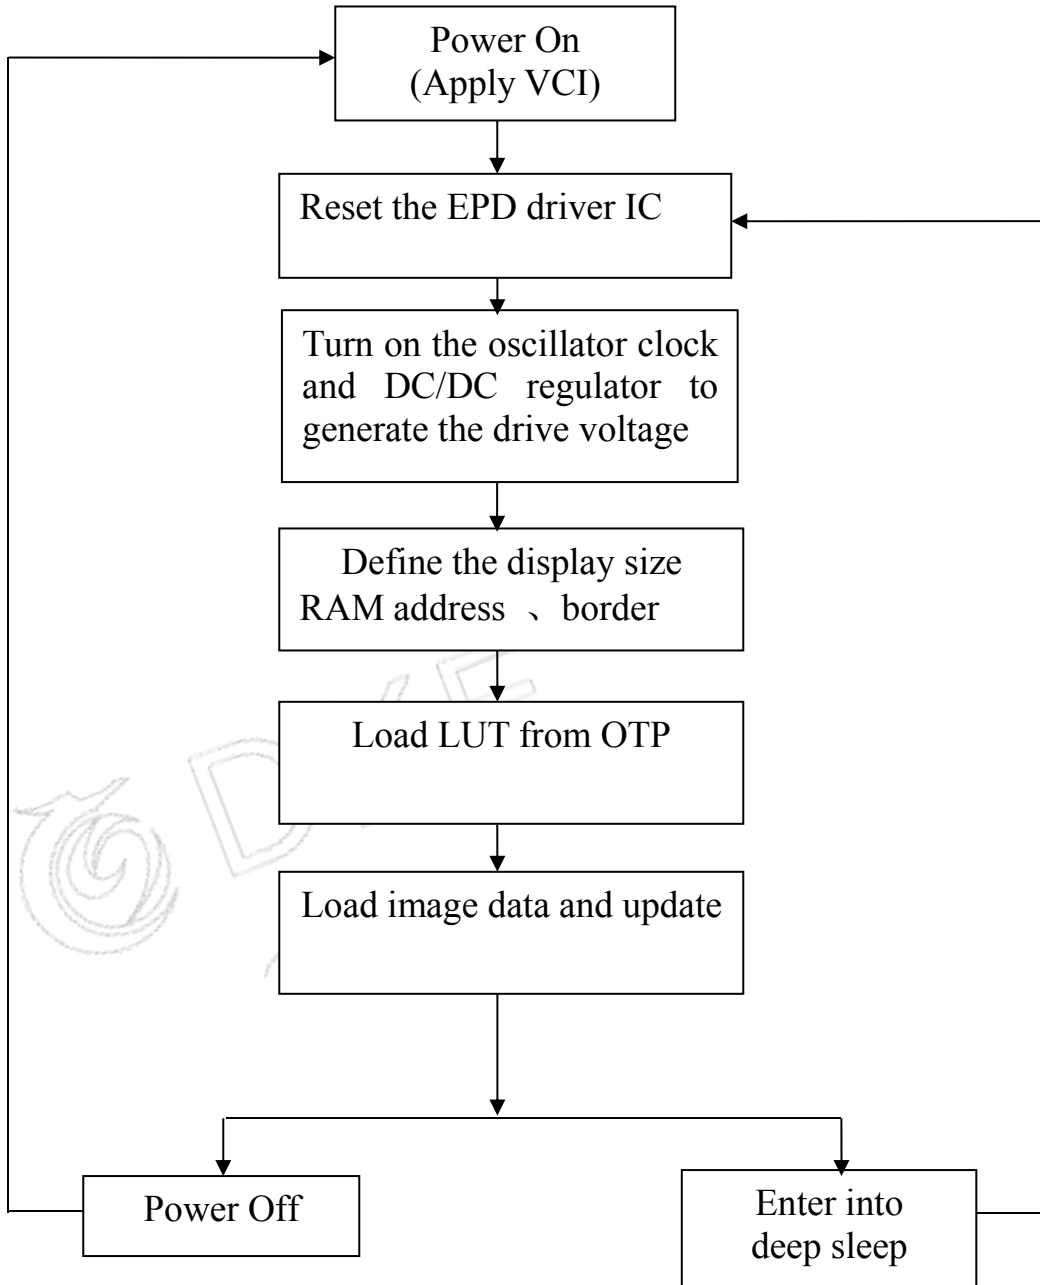 Power On
(Apply VCI)
Reset the EPD driver IC
Turn on the oscillator clock
and DC/DC regulator to
generate the drive voltage
Define the display size
RAM address 、border
Load LUT from OTP
Load image data and update
Power Off
Enter into
deep sleep